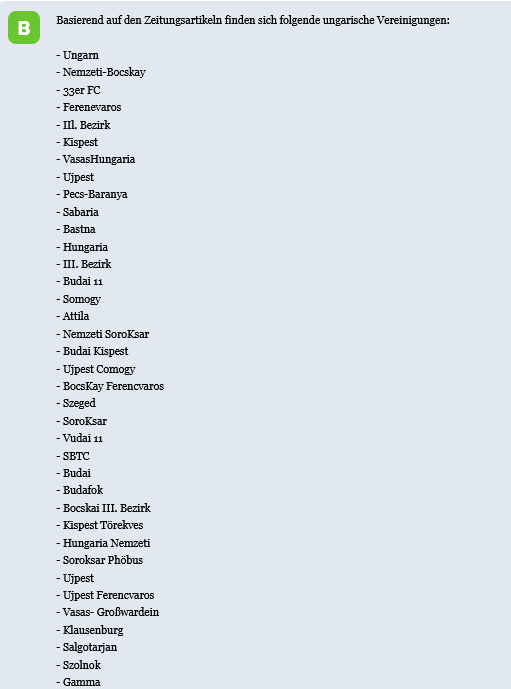 B
Basierend auf den Zeitungsartikeln finden sich folgende ungarische Vereinigungen:
- Ungarn
- Nemzeti-Bocskay
- 33er FC
- Ferenevaros
- IIl. Bezirk
- Kispest
- VasasHungaria
- Ujpest
- Pecs-Baranya
- Sabaria
- Bastna
- Hungaria
- III. Bezirk
- Budai 11
- Somogy
- Attila
- Nemzeti SoroKsar
- Budai Kispest
- Ujpest Comogy
- BocsKay Ferencvaros
- Szeged
- SoroKsar
- Vudai 11
- SBTC
- Budai
- Budafok
- Bocskai III. Bezirk
- Kispest Törekves
- Hungaria Nemzeti
- Soroksar Phöbus
- Ujpest
- Ujpest Ferencvaros
- Vasas- Großwardein
- Klausenburg
- Salgotarjan
- Szolnok
- Gamma